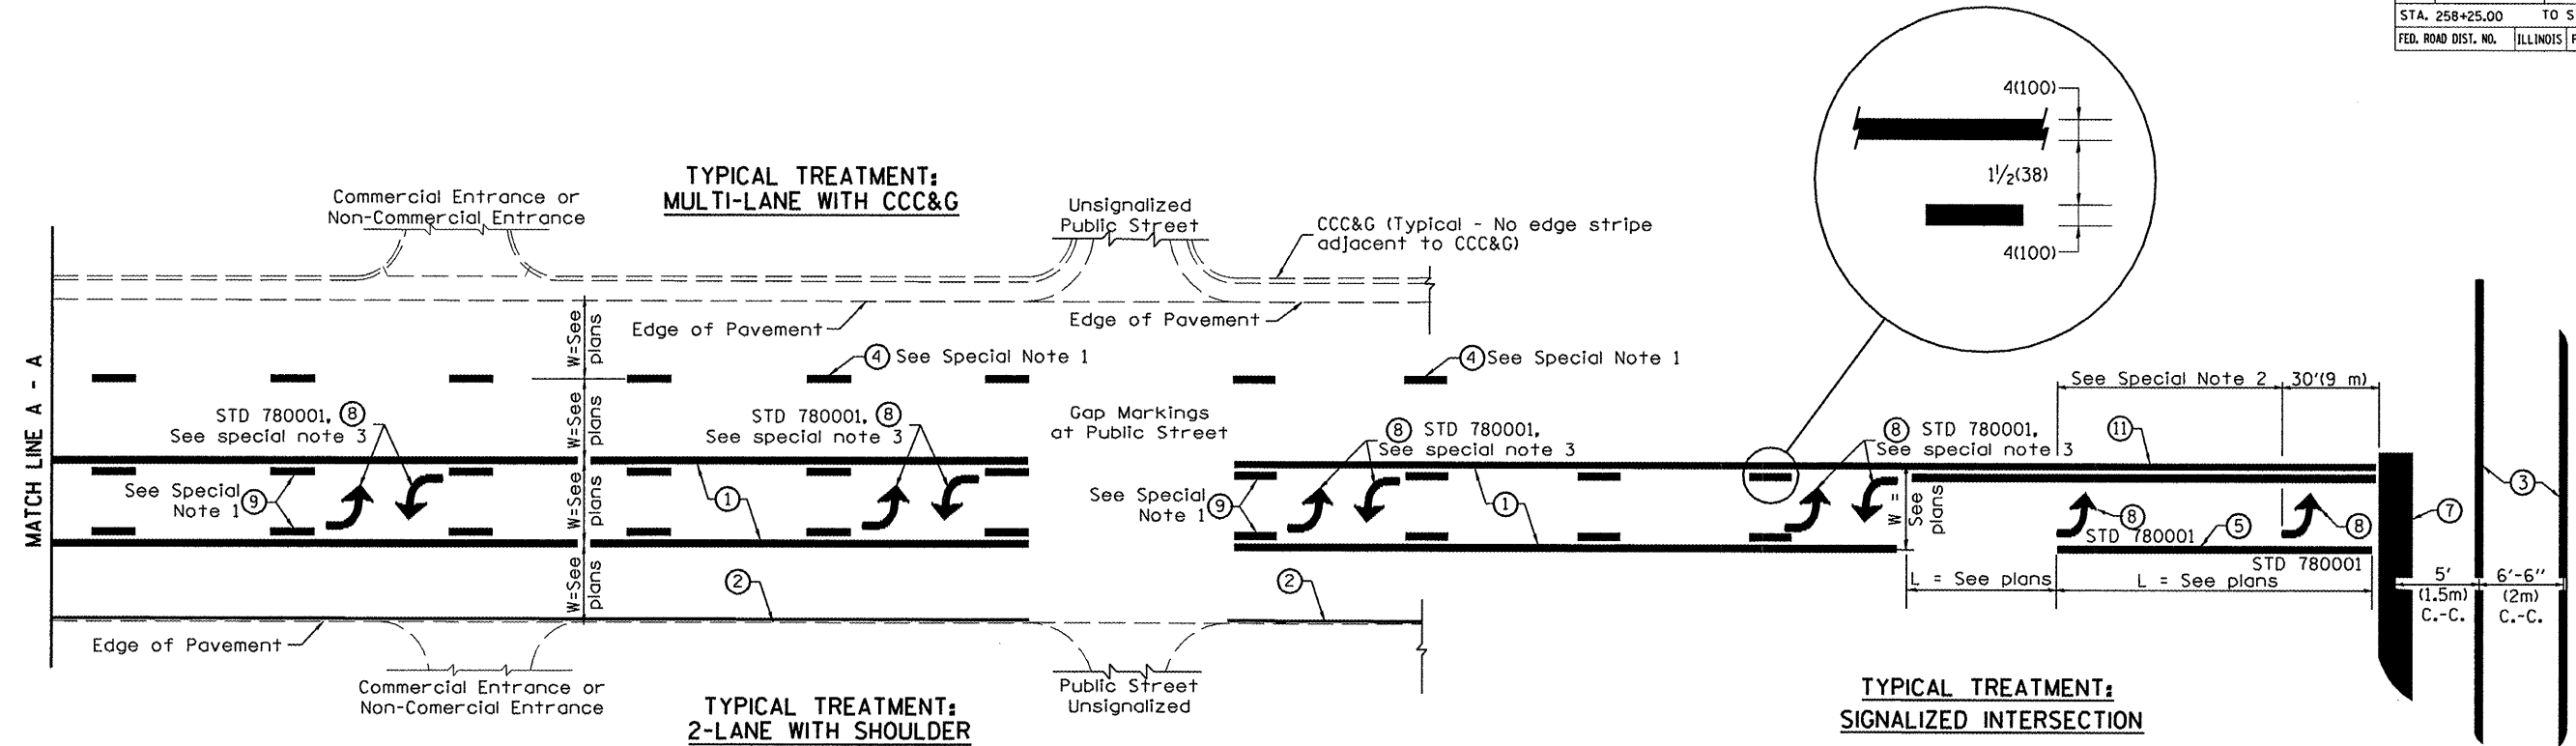 STA. 258+25.00 TO S
FED. ROAD DIST. NO. ILLINOIS F
4(100)
1½(38)
4(100)
TYPICAL TREATMENT:
MULTI-LANE WITH CCC&G
Commercial Entrance or
Non-Commercial Entrance
Unsignalized
Public Street
CCC&G (Typical - No edge stripe
adjacent to CCC&G)
Edge of Pavement
Edge of Pavement
W=See
plans
4 See Special Note 1
4 See Special Note 1
MATCH LINE A - A
STD 780001, 8
See special note 3
W=See
plans
STD 780001, 8
See special note 3
Gap Markings
at Public Street
8 STD 780001,
See special note 3
8 STD 780001,
See special note 3
See Special Note 2
30'(9 m)
11
See Special
Note 1 9
W=See
plans
1
See Special
Note 1 9
1
W =
See
plans
8
STD 780001
5
8
STD 780001
7
3
2
W=See
plans
2
L = See plans
L = See plans
5'
(1.5m)
C.-C.
6'-6"
(2m)
C.-C.
Edge of Pavement
Commercial Entrance or
Non-Comercial Entrance
Public Street
Unsignalized
TYPICAL TREATMENT:
2-LANE WITH SHOULDER
TYPICAL TREATMENT:
SIGNALIZED INTERSECTION